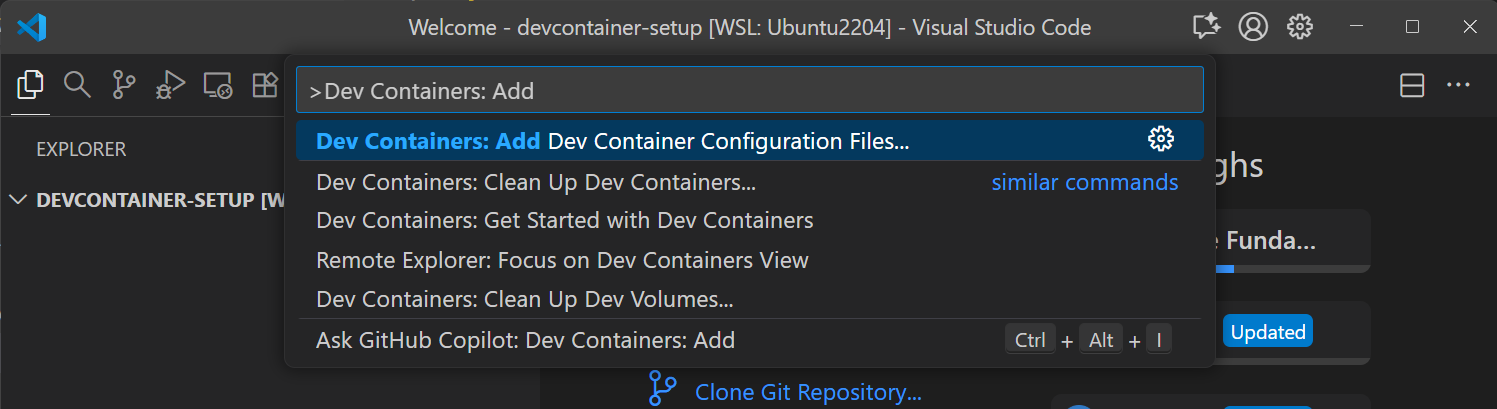 Welcome - devcontainer-setup [WSL: Ubuntu2204] - Visual Studio Code
>Dev Containers: Add
Dev Containers: Add Dev Container Configuration Files...
EXPLORER
DEVCONTAINER-SETUP [W
Dev Containers: Clean Up Dev Containers...
similar commands
Dev Containers: Get Started with Dev Containers
Remote Explorer: Focus on Dev Containers View
Dev Containers: Clean Up Dev Volumes...
Ask GitHub Copilot: Dev Containers: Add
Ctrl + Alt + I
ghs
Funda...
Updated
Clone Git Repository...